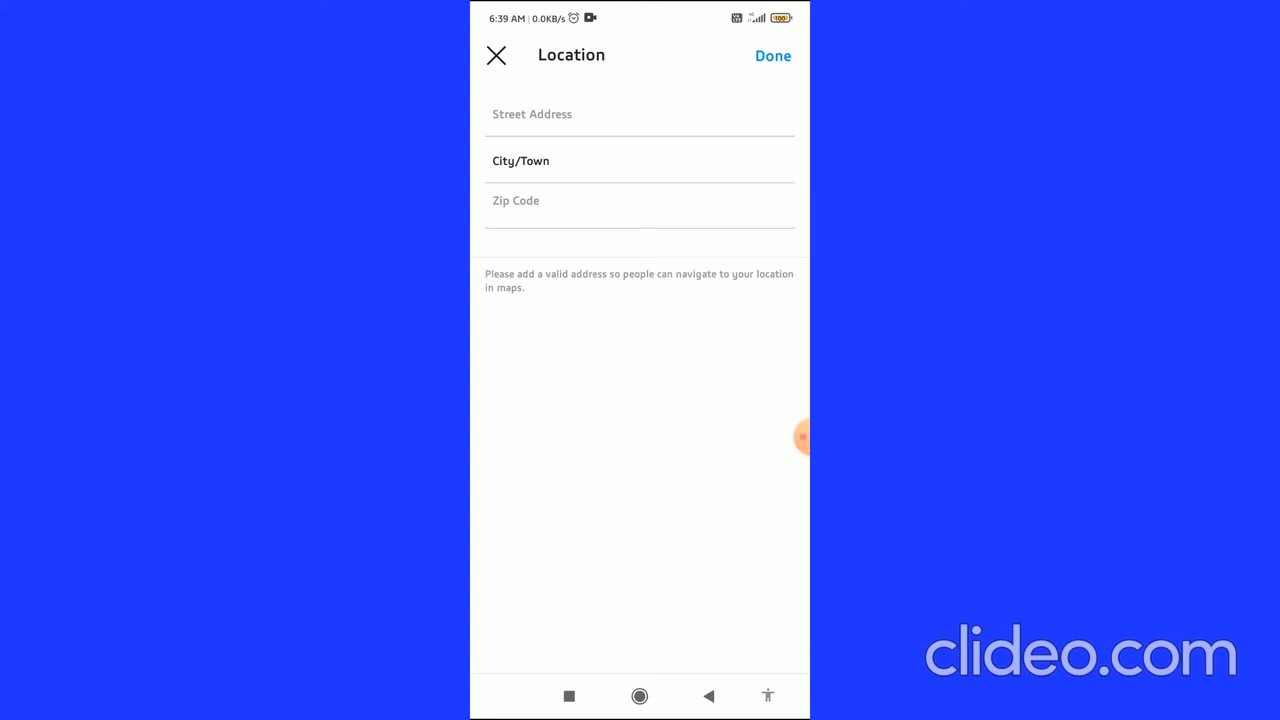 6:39 AM | 0.0KB/s
100
Location
Done
Street Address
City/Town
Zip Code
Please add a valid address so people can navigate to your location
in maps.
clideo.com